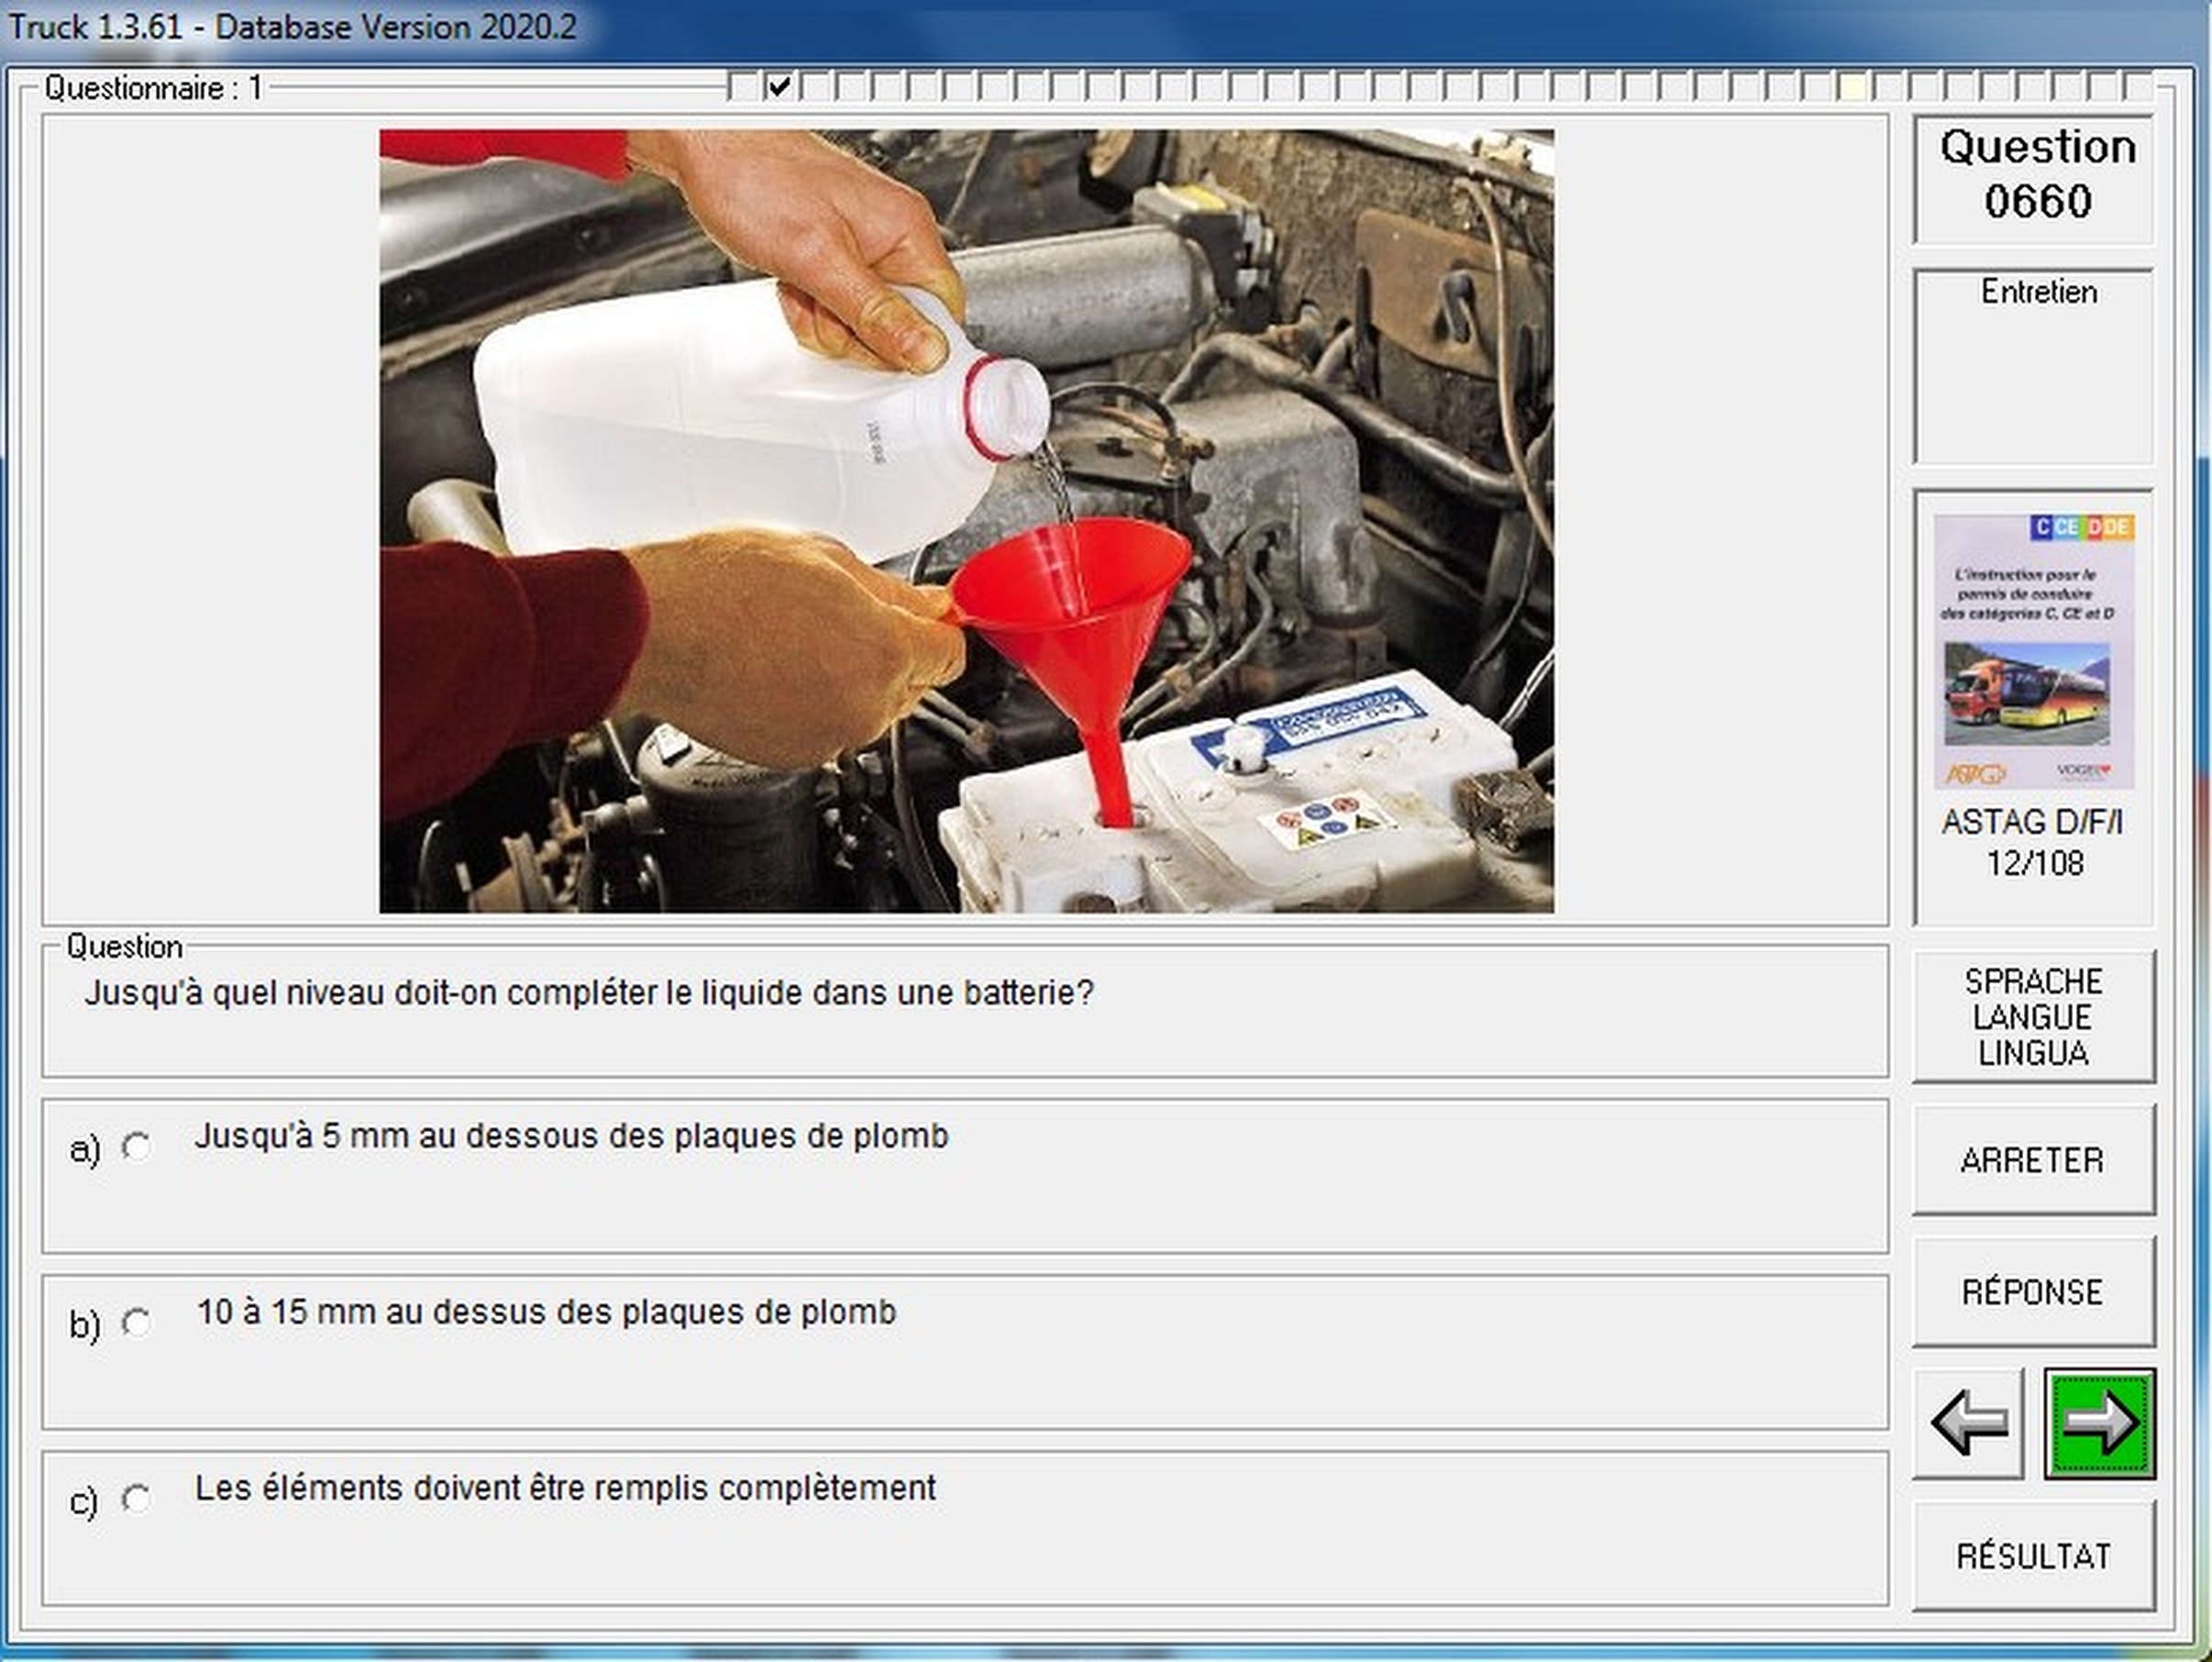 Truck 1.3.61 - Database Version 2020.2
Questionnaire : 1
Question
0660
Entretien
C CE D DE
L'instruction pour le
permis de conduire
des catégories C, CE et D
ASTAG
VOGEL
ASTAG D/F/I
12/108
Question
Jusqu'à quel niveau doit-on compléter le liquide dans une batterie?
a) Jusqu'à 5 mm au dessous des plaques de plomb
b) 10 à 15 mm au dessus des plaques de plomb
c) Les éléments doivent être remplis complètement
SPRACHE
LANGUE
LINGUA
ARRETER
RÉPONSE
RÉSULTAT